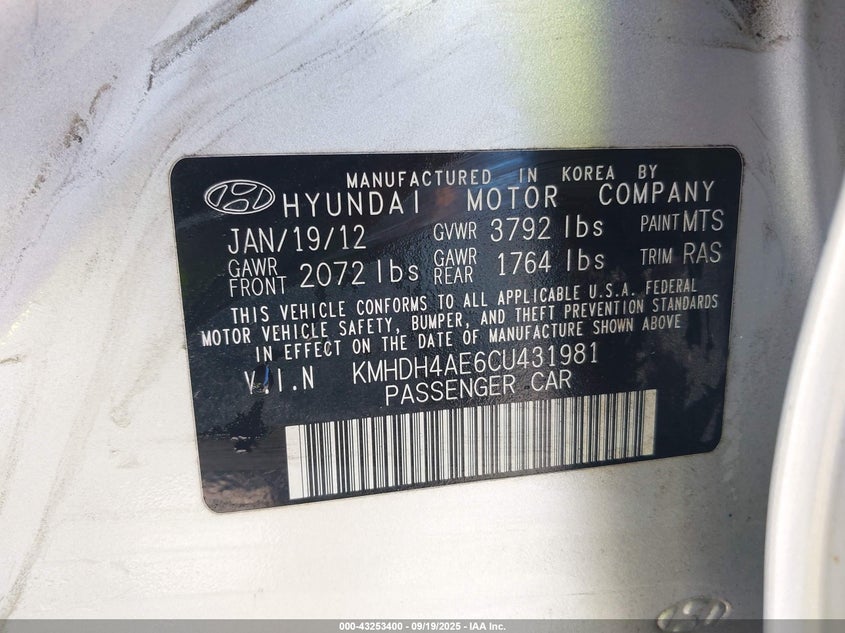 MANUFACTURED IN KOREA BY
HYUNDAI MOTOR COMPANY
JAN/19/12 GVWR 3792 lbs PAINT MTS
GAWR FRONT 2072 lbs GAWR REAR 1764 lbs TRIM RAS
THIS VEHICLE CONFORMS TO ALL APPLICABLE U.S.A. FEDERAL
MOTOR VEHICLE SAFETY, BUMPER, AND THEFT PREVENTION STANDARDS
IN EFFECT ON THE DATE OF MANUFACTURE SHOWN ABOVE
V.I.N KMHDH4AE6CU431981
PASSENGER CAR
000-43253400 - 09/19/2025 - IAA Inc.